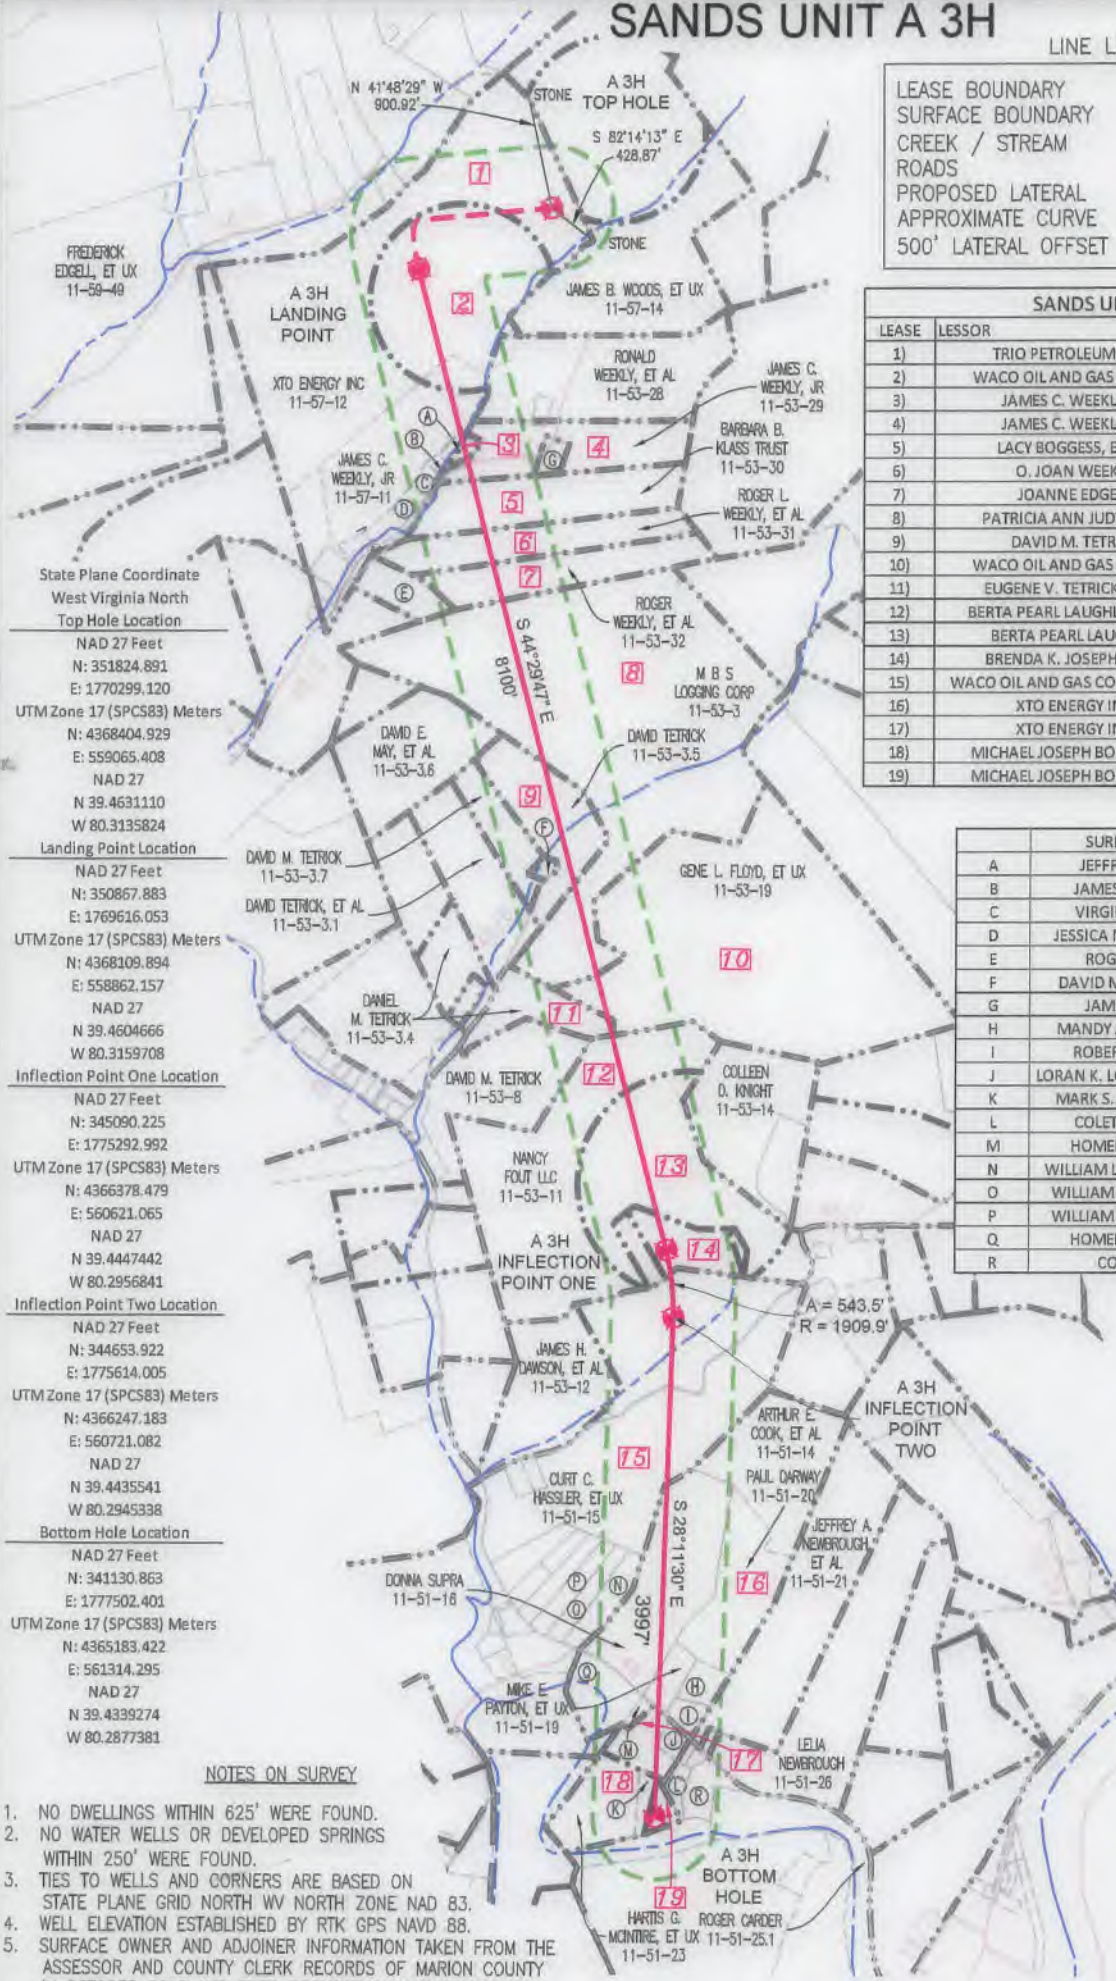 SANDS UNIT A 3H
LINE L
LEASE BOUNDARY
SURFACE BOUNDARY
CREEK / STREAM
ROADS
PROPOSED LATERAL
APPROXIMATE CURVE
500' LATERAL OFFSET
SANDS U
LEASE LESSOR
1) TRIO PETROLEUM
2) WACO OIL AND GAS
3) JAMES C. WEEKL
4) JAMES C. WEEKL
5) LACY BOGGESS, E
6) O. JOAN WEEK
7) JOANNE EDGE
8) PATRICIA ANN JUD
9) DAVID M. TETR
10) WACO OIL AND GAS
11) EUGENE V. TETRICK
12) BERTA PEARL LAUGH
13) BERTA PEARL LAU
14) BRENDA K. JOSEPH
15) WACO OIL AND GAS CO
16) XTO ENERGY I
17) XTO ENERGY I
18) MICHAEL JOSEPH BO
19) MICHAEL JOSEPH BO
SUR
A JEFF
B JAMES
C VIRGI
D JESSICA
E ROG
F DAVID M
G JAM
H MANDY
I ROBE
J LORAN K. L
K MARK S.
L COLET
M HOME
N WILLIAM L
O WILLIAM
P WILLIAM
Q HOME
R CO
N 41°48'29" W
900.92'
STONE
A 3H
TOP HOLE
S 82°14'13" E
428.87'
1
STONE
FREDERICK
EDGELL, ET UX
11-59-49
A 3H
LANDING
POINT
2
JAMES B. WOODS, ET UX
11-57-14
XTO ENERGY INC
11-57-12
RONALD
WEEKLY, ET AL
11-53-28
JAMES C.
WEEKLY, JR
11-53-29
A
B
3
4
G
BARBARA B.
KLASS TRUST
11-53-30
JAMES C.
WEEKLY, JR
11-57-11
C
D
5
ROGER L.
WEEKLY, ET AL
11-53-31
6
7
E
ROGER
WEEKLY, ET AL
11-53-32
S 44°29'47" E
8100'
8
M B S
LOGGING CORP
11-53-3
DAVID E.
MAY, ET AL
11-53-3.6
DAVID TETRICK
11-53-3.5
9
F
DAVID M. TETRICK
11-53-3.7
GENE L. FLOYD, ET UX
11-53-19
DAVID TETRICK, ET AL
11-53-3.1
10
DANIEL
M. TETRICK
11-53-3.4
11
DAVID M. TETRICK
11-53-8
12
COLLEEN
D. KNIGHT
11-53-14
NANCY
FOUT LLC
11-53-11
13
A 3H
INFLECTION
POINT ONE
14
A = 543.5'
R = 1909.9'
JAMES H.
DAWSON, ET AL
11-53-12
A 3H
INFLECTION
POINT
TWO
ARTHUR E.
COOK, ET AL
11-51-14
15
CURT C.
HASSLER, ET UX
11-51-15
PAUL DARWAY
11-51-20
JEFFREY A.
NEWBROUGH
ET AL
11-51-21
S 28°11'30" E
3997'
16
DONNA SUPRA
11-51-16
P
N
O
Q
MIKE E.
PAYTON, ET UX
11-51-19
H
I
J
M
17
LELIA
NEWBROUGH
11-51-26
18
K
L
R
A 3H
BOTTOM
HOLE
19
HARTIS G.
MCINTIRE, ET UX
11-51-23
ROGER CARDER
11-51-25.1
State Plane Coordinate
West Virginia North
Top Hole Location
NAD 27 Feet
N: 351824.891
E: 1770299.120
UTM Zone 17 (SPCS83) Meters
N: 4368404.929
E: 559065.408
NAD 27
N 39.4631110
W 80.3135824
Landing Point Location
NAD 27 Feet
N: 350867.883
E: 1769616.053
UTM Zone 17 (SPCS83) Meters
N: 4368109.894
E: 558862.157
NAD 27
N 39.4604666
W 80.3159708
Inflection Point One Location
NAD 27 Feet
N: 345090.225
E: 1775292.992
UTM Zone 17 (SPCS83) Meters
N: 4366378.479
E: 560621.065
NAD 27
N 39.4447442
W 80.2956841
Inflection Point Two Location
NAD 27 Feet
N: 344653.922
E: 1775614.005
UTM Zone 17 (SPCS83) Meters
N: 4366247.183
E: 560721.082
NAD 27
N 39.4435541
W 80.2945338
Bottom Hole Location
NAD 27 Feet
N: 341130.863
E: 1777502.401
UTM Zone 17 (SPCS83) Meters
N: 4365183.422
E: 561314.295
NAD 27
N 39.4339274
W 80.2877381
NOTES ON SURVEY
1. NO DWELLINGS WITHIN 625' WERE FOUND.
2. NO WATER WELLS OR DEVELOPED SPRINGS
WITHIN 250' WERE FOUND.
3. TIES TO WELLS AND CORNERS ARE BASED ON
STATE PLANE GRID NORTH WV NORTH ZONE NAD 83.
4. WELL ELEVATION ESTABLISHED BY RTK GPS NAVD 88.
5. SURFACE OWNER AND ADJOINER INFORMATION TAKEN FROM THE
ASSESSOR AND COUNTY CLERK RECORDS OF MARION COUNTY